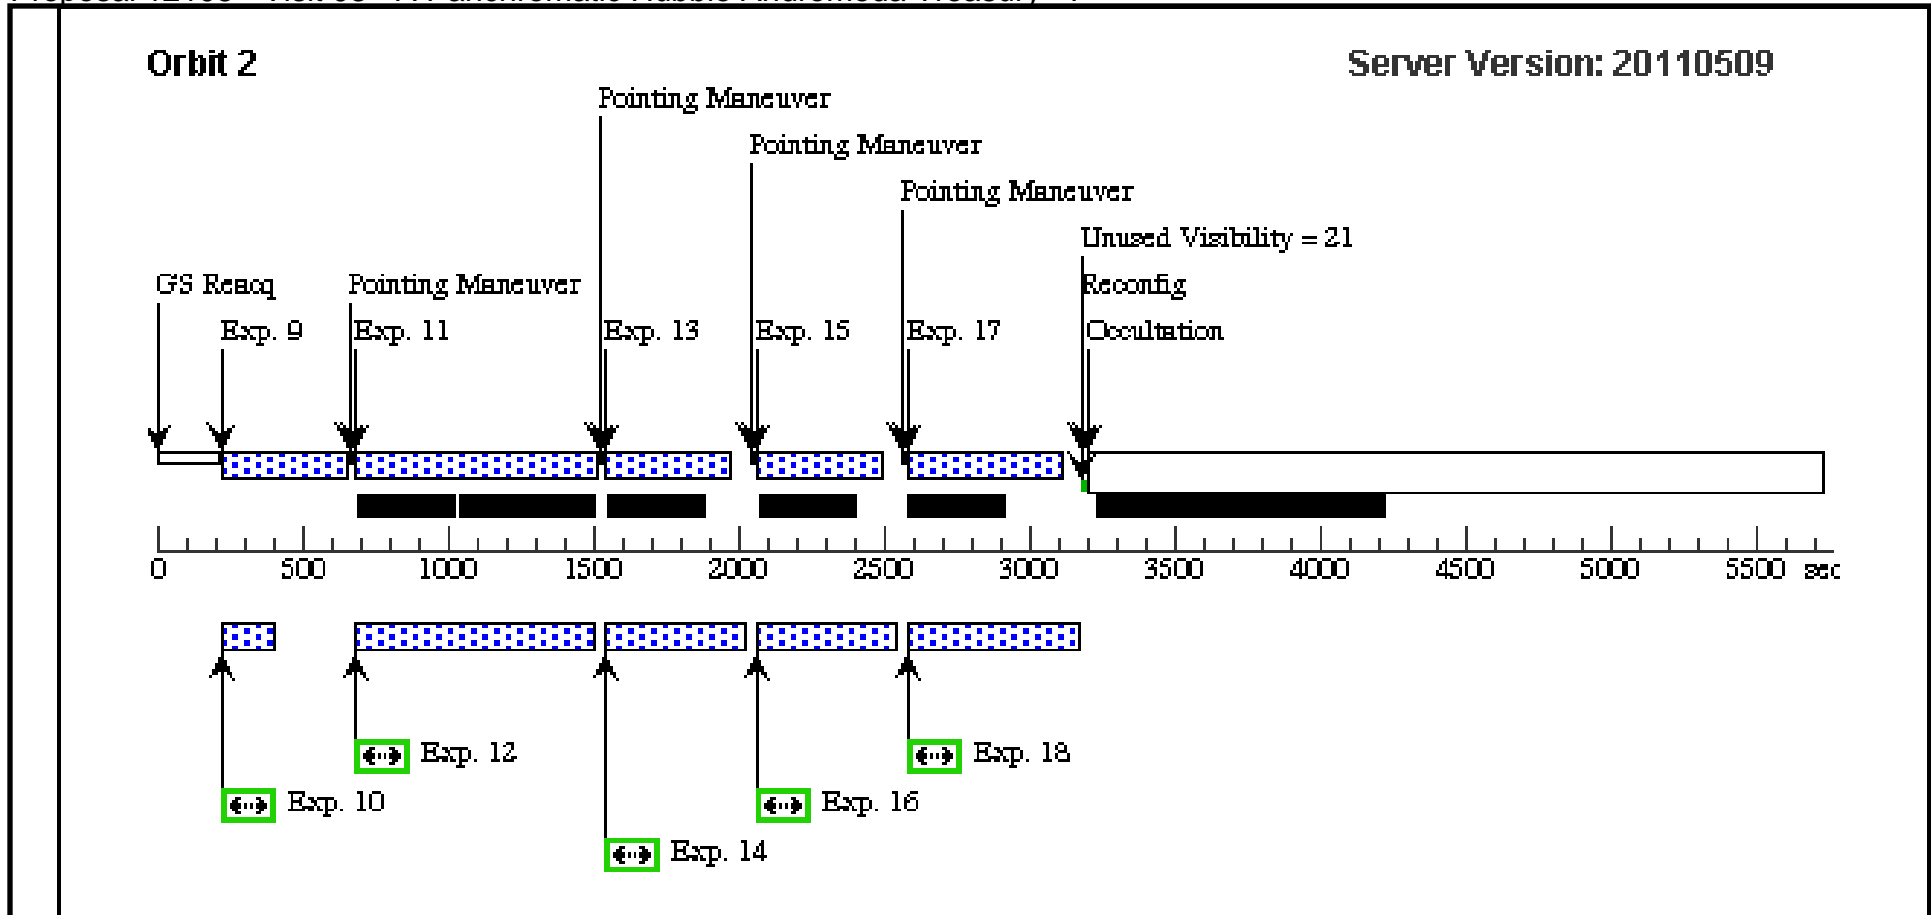 Orbit 2
Server Version: 20110509
Pointing Maneuver
Pointing Maneuver
Pointing Maneuver
Unused Visibility = 21
GS Reacq
Pointing Maneuver
Reconfig
Exp. 9
Exp. 11
Exp. 13
Exp. 15
Exp. 17
Occultation
0 500 1000 1500 2000 2500 3000 3500 4000 4500 5000 5500 sec
Exp. 12
Exp. 18
Exp. 10
Exp. 16
Exp. 14